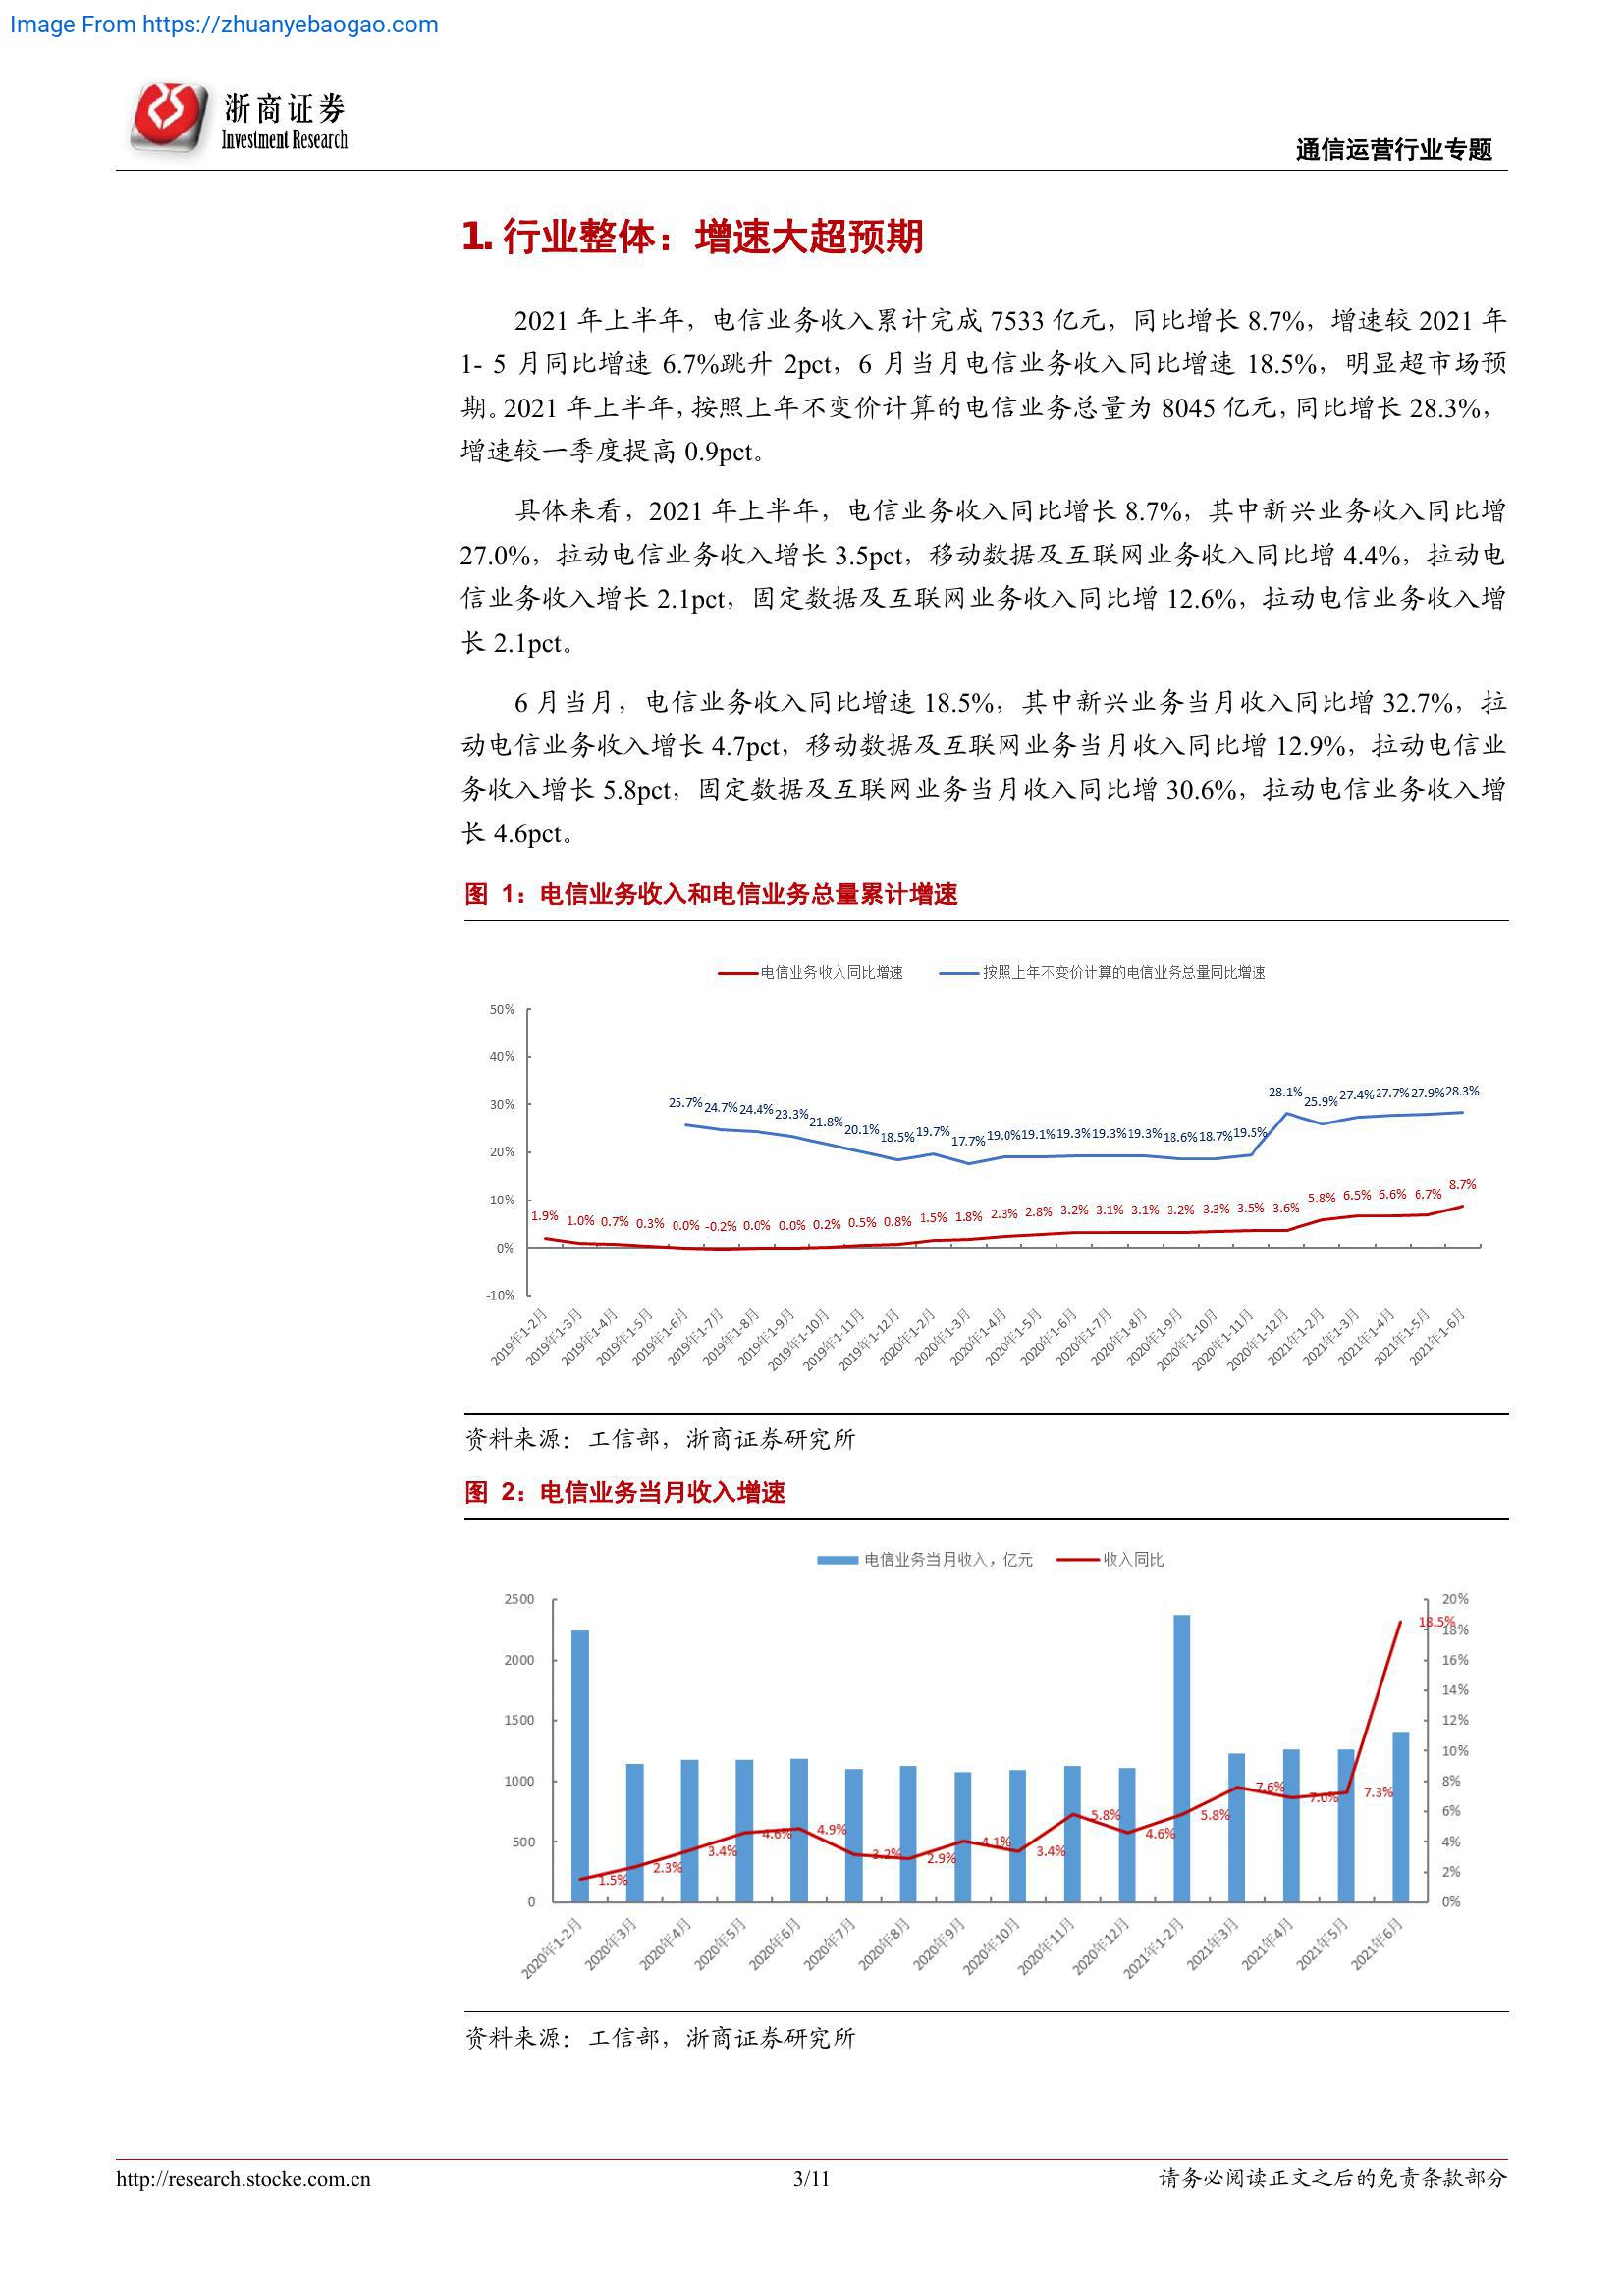 Image From https://zhuanyebaogao.com
浙商证券
Investment Research
通信运营行业专题
1. 行业整体：增速大超预期
2021 年上半年，电信业务收入累计完成 7533 亿元，同比增长 8.7%，增速较 2021 年
1- 5 月同比增速 6.7%跳升 2pct，6 月当月电信业务收入同比增速 18.5%，明显超市场预
期。2021 年上半年，按照上年不变价计算的电信业务总量为 8045 亿元，同比增长 28.3%，
增速较一季度提高 0.9pct。
具体来看，2021 年上半年，电信业务收入同比增长 8.7%，其中新兴业务收入同比增
27.0%，拉动电信业务收入增长 3.5pct，移动数据及互联网业务收入同比增 4.4%，拉动电
信业务收入增长 2.1pct，固定数据及互联网业务收入同比增 12.6%，拉动电信业务收入增
长 2.1pct。
6 月当月，电信业务收入同比增速 18.5%，其中新兴业务当月收入同比增 32.7%，拉
动电信业务收入增长 4.7pct，移动数据及互联网业务当月收入同比增 12.9%，拉动电信业
务收入增长 5.8pct，固定数据及互联网业务当月收入同比增 30.6%，拉动电信业务收入增
长 4.6pct。
图 1：电信业务收入和电信业务总量累计增速
电信业务收入同比增速 按照上年不变价计算的电信业务总量同比增速
50%
40%
30%
20%
10%
0%
-10%
25.7% 24.7% 24.4% 23.3% 21.8% 20.1% 18.5% 19.7% 17.7% 19.0% 19.1% 19.3% 19.3% 19.3% 18.6% 18.7% 19.5% 28.1% 25.9% 27.4% 27.7% 27.9% 28.3%
1.9% 1.0% 0.7% 0.3% 0.0% -0.2% 0.0% 0.0% 0.2% 0.5% 0.8% 1.5% 1.8% 2.3% 2.8% 3.2% 3.1% 3.1% 3.2% 3.3% 3.5% 3.6% 5.8% 6.5% 6.6% 6.7% 8.7%
2019年1-2月 2019年1-3月 2019年1-4月 2019年1-5月 2019年1-6月 2019年1-7月 2019年1-8月 2019年1-9月 2019年1-10月 2019年1-11月 2019年1-12月 2020年1-2月 2020年1-3月 2020年1-4月 2020年1-5月 2020年1-6月 2020年1-7月 2020年1-8月 2020年1-9月 2020年1-10月 2020年1-11月 2020年1-12月 2021年1-2月 2021年1-3月 2021年1-4月 2021年1-5月 2021年1-6月
资料来源：工信部，浙商证券研究所
图 2：电信业务当月收入增速
电信业务当月收入，亿元 收入同比
2500
2000
1500
1000
500
0
1.5% 2.3% 3.4% 4.6% 4.9% 3.2% 2.9% 4.1% 3.4% 5.8% 4.6% 5.8% 7.6% 7.0% 7.3% 18.5%
20%
18%
16%
14%
12%
10%
8%
6%
4%
2%
0%
2020年1-2月 2020年3月 2020年4月 2020年5月 2020年6月 2020年7月 2020年8月 2020年9月 2020年10月 2020年11月 2020年12月 2021年1-2月 2021年3月 2021年4月 2021年5月 2021年6月
资料来源：工信部，浙商证券研究所
http://research.stocke.com.cn
3/11
请务必阅读正文之后的免责条款部分